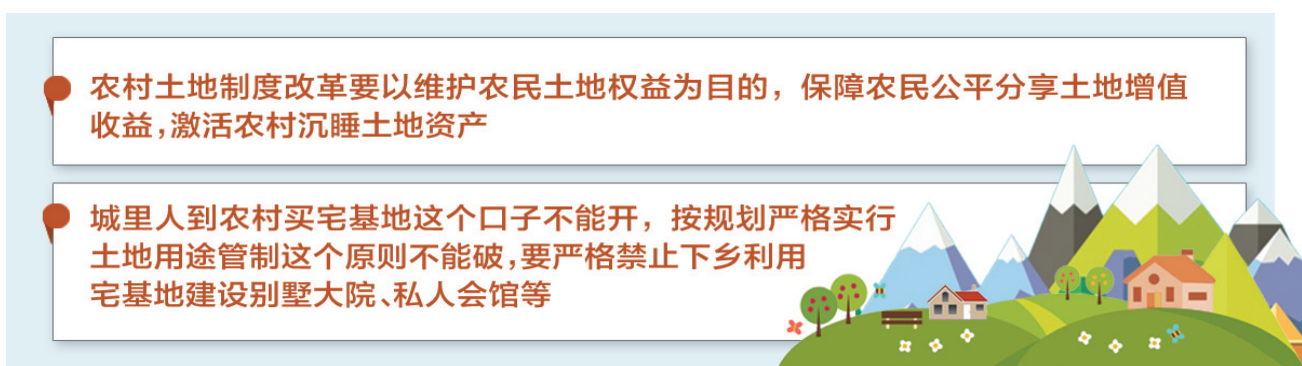 农村土地制度改革要以维护农民土地权益为目的，保障农民公平分享土地增值
收益，激活农村沉睡土地资产
城里人到农村买宅基地这个口子不能开，按规划严格实行
土地用途管制这个原则不能破，要严格禁止下乡利用
宅基地建设别墅大院、私人会馆等